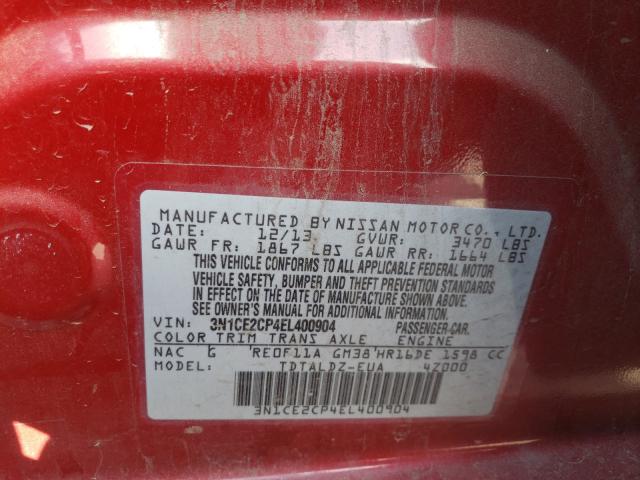 MANUFACTURED BY NISSAN MOTOR CO., LTD.
DATE: 12/13 GVWR: 3470 LBS
GAWR FR: 1867 LBS GAWR RR: 1664 LBS
THIS VEHICLE CONFORMS TO ALL APPLICABLE FEDERAL MOTOR
VEHICLE SAFETY, BUMPER AND THEFT PREVENTION STANDARDS
IN EFFECT ON THE DATE OF MANUFACTURE SHOWN ABOVE.
SEE OWNER'S MANUAL FOR ADDITIONAL INFORMATION.
VIN: 3N1CE2CP4EL400904 PASSENGER-CAR.
COLOR TRIM TRANS AXLE ENGINE
NAC G RE0F11A GM38 HR16DE 1598 CC
MODEL: TDTALDZ-EUA 4Z000
3N1CE2CP4EL400904